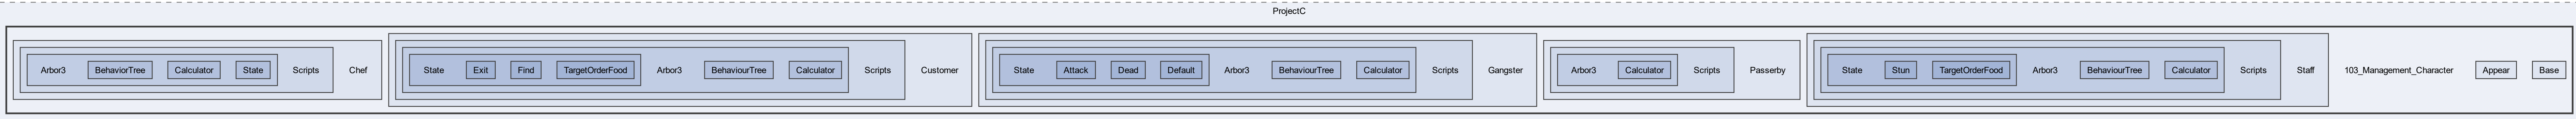 ProjectC
Arbor3 BehaviorTree Calculator State Scripts Chef State Exit Find TargetOrderFood Arbor3 BehaviourTree Calculator Scripts Customer State Attack Dead Default Arbor3 BehaviourTree Calculator Scripts Gangster Arbor3 Calculator Scripts Passerby State Stun TargetOrderFood Arbor3 BehaviourTree Calculator Scripts Staff 103_Management_Character Appear Base